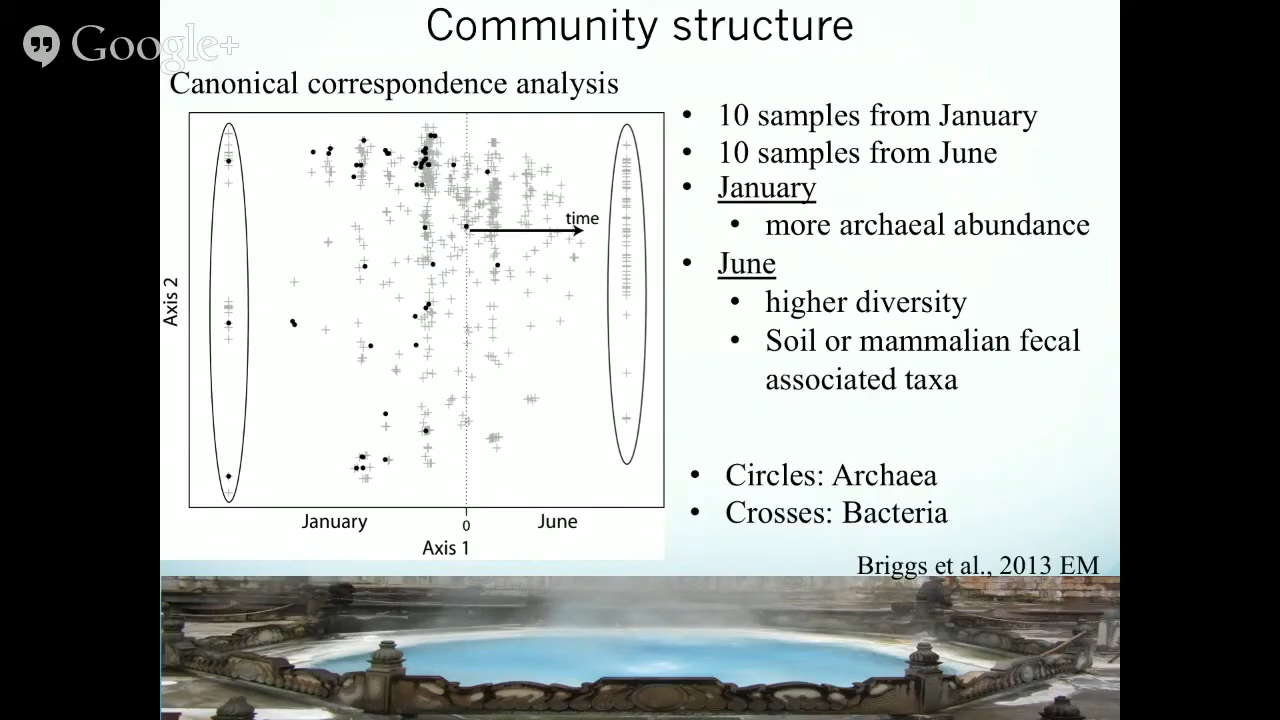 Community structure
Google+
Canonical correspondence analysis
time
Axis 2
January
0
June
Axis 1
• 10 samples from January
• 10 samples from June
• January
• more archaeal abundance
• June
• higher diversity
• Soil or mammalian fecal
associated taxa
• Circles: Archaea
• Crosses: Bacteria
Briggs et al., 2013 EM